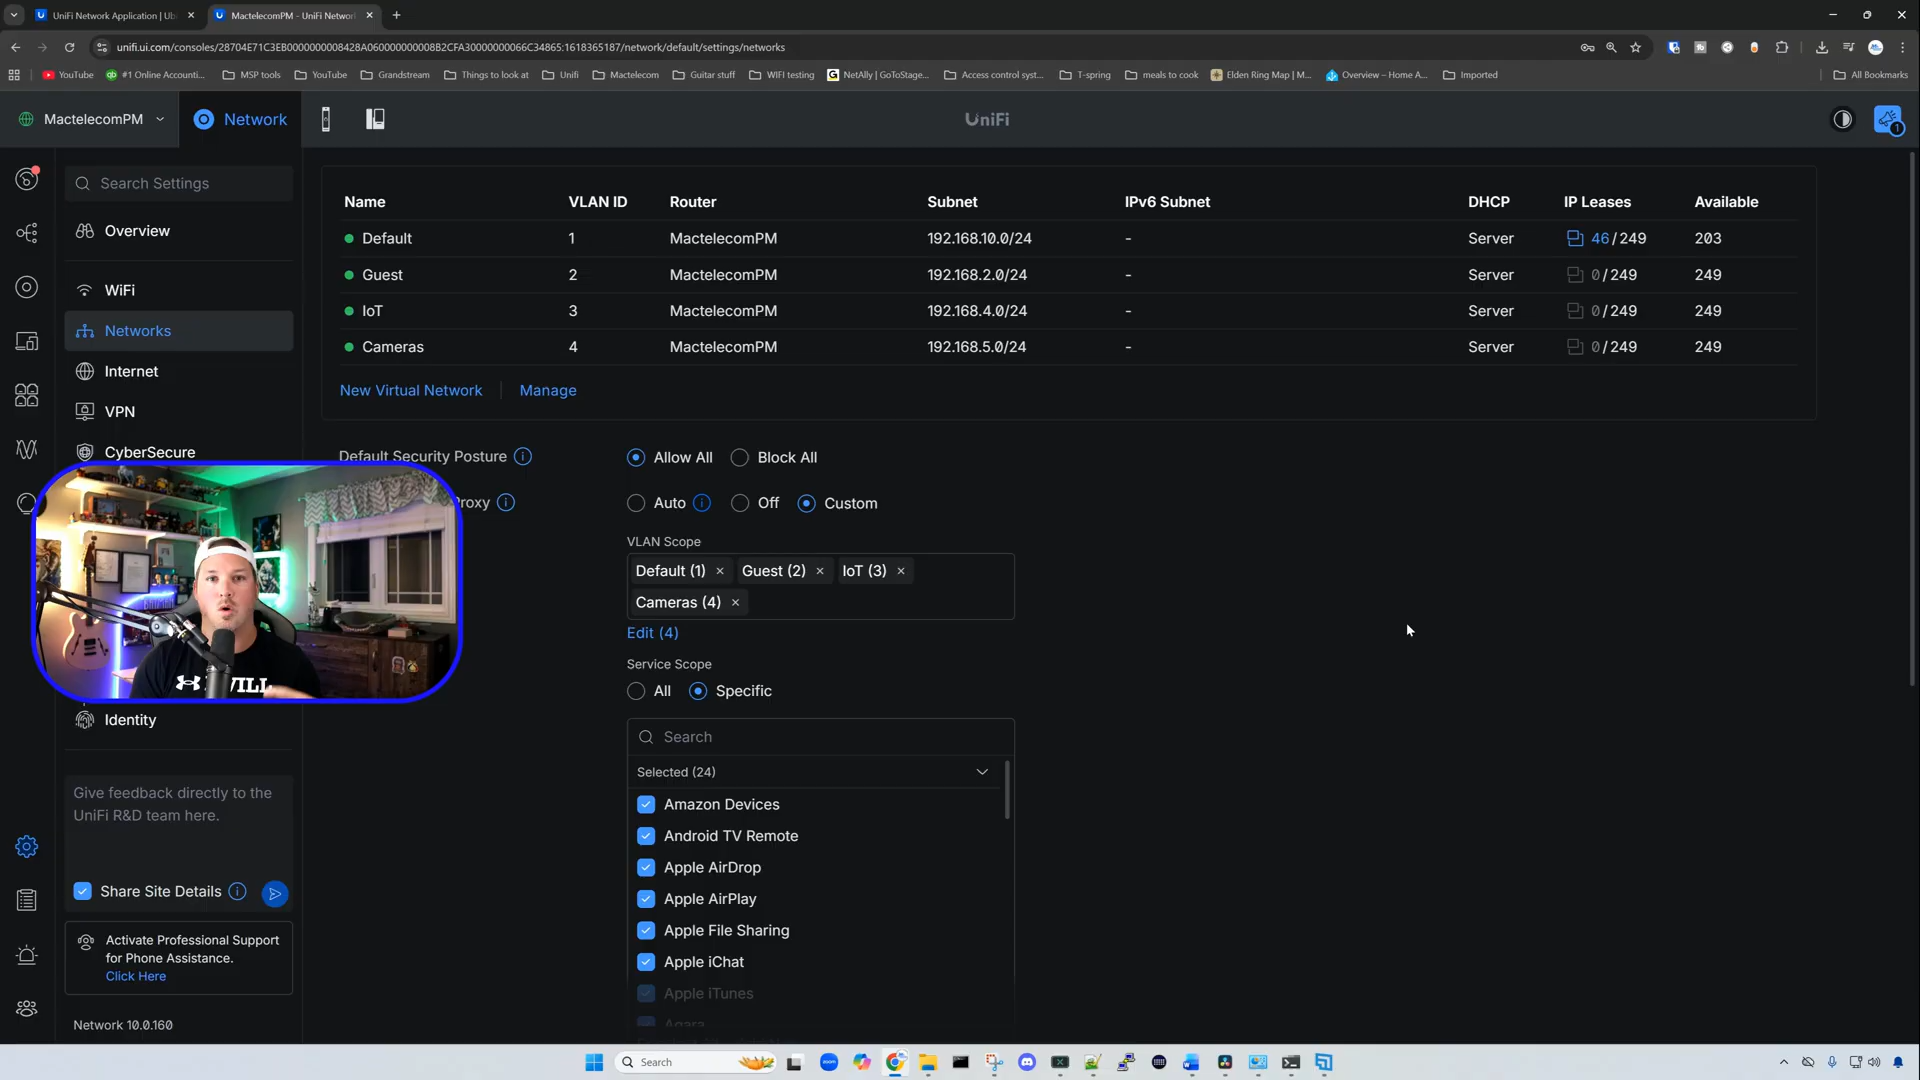 UniFi Network Application | Ub
MactelecomPM - UniFi Networ
unifi.ui.com/consoles/28704E71C3EB0000000008428A060000000008B2CFA30000000066C34865:1618365187/network/default/settings/networks
YouTube
#1 Online Accounti...
MSP tools
YouTube
Grandstream
Things to look at
Unifi
Mactelecom
Guitar stuff
WIFI testing
NetAlly | GoToStage...
Access control syst...
T-spring
meals to cook
Elden Ring Map | M...
Overview – Home A...
Imported
All Bookmarks
MactelecomPM
Network
UniFi
1
Search Settings
Overview
WiFi
Networks
Internet
VPN
CyberSecure
Identity
Give feedback directly to the
UniFi R&D team here.
Share Site Details
Activate Professional Support
for Phone Assistance.
Click Here
Network 10.0.160
Name VLAN ID Router Subnet IPv6 Subnet DHCP IP Leases Available
Default 1 MactelecomPM 192.168.10.0/24 - Server 46/249 203
Guest 2 MactelecomPM 192.168.2.0/24 - Server 0/249 249
IoT 3 MactelecomPM 192.168.4.0/24 - Server 0/249 249
Cameras 4 MactelecomPM 192.168.5.0/24 - Server 0/249 249
New Virtual Network | Manage
Default Security Posture Allow All Block All
roxy Auto Off Custom
VLAN Scope
Default (1) × Guest (2) × IoT (3) ×
Cameras (4) ×
Edit (4)
Service Scope
All Specific
Search
Selected (24)
Amazon Devices
Android TV Remote
Apple AirDrop
Apple AirPlay
Apple File Sharing
Apple iChat
Apple iTunes
Aqara
WILL
Search
zoom